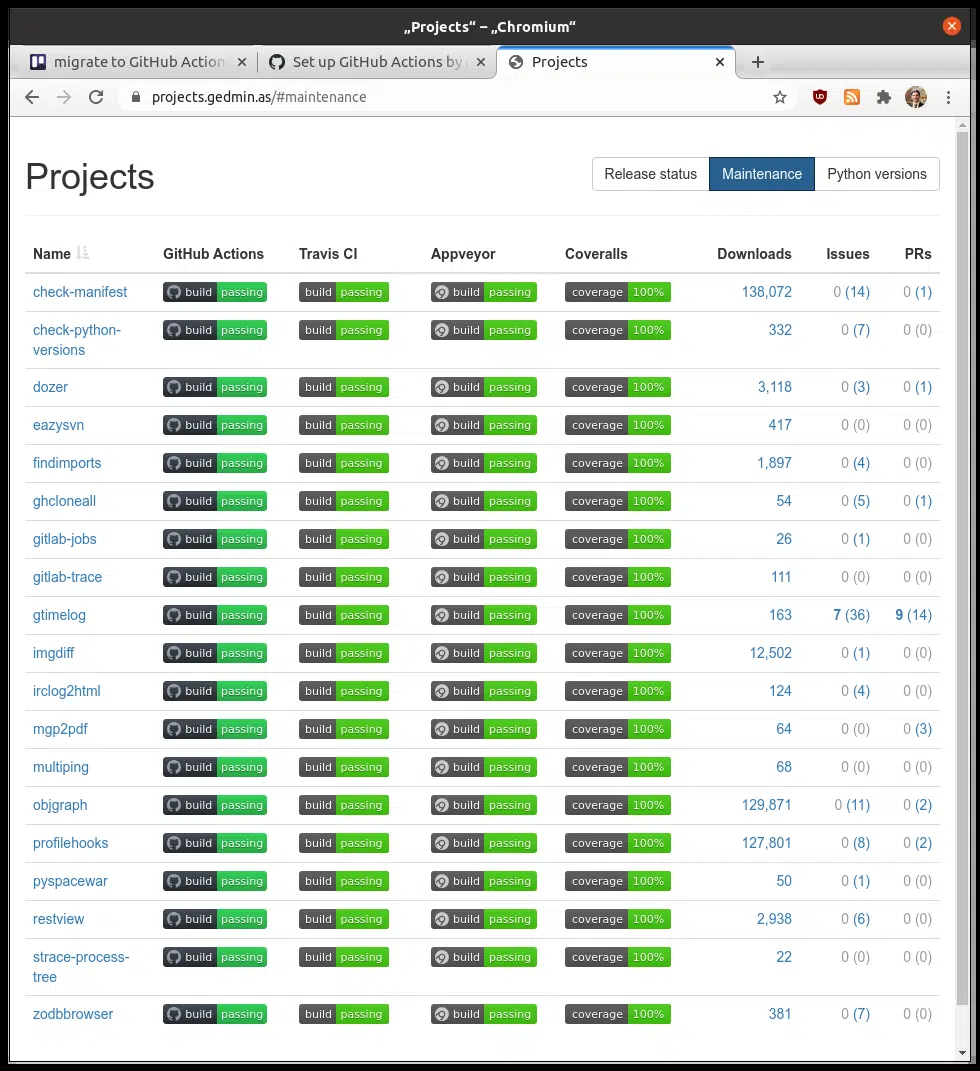 „Projects“ – „Chromium“
migrate to GitHub Action
Set up GitHub Actions by
Projects
projects.gedmin.as/#maintenance
Projects
Release status Maintenance Python versions
Name GitHub Actions Travis CI Appveyor Coveralls Downloads Issues PRs
check-manifest build passing build passing build passing coverage 100% 138,072 0 (14) 0 (1)
check-python-
versions build passing build passing build passing coverage 100% 332 0 (7) 0 (0)
dozer build passing build passing build passing coverage 100% 3,118 0 (3) 0 (1)
eazysvn build passing build passing build passing coverage 100% 417 0 (0) 0 (0)
findimports build passing build passing build passing coverage 100% 1,897 0 (4) 0 (0)
ghcloneall build passing build passing build passing coverage 100% 54 0 (5) 0 (1)
gitlab-jobs build passing build passing build passing coverage 100% 26 0 (1) 0 (0)
gitlab-trace build passing build passing build passing coverage 100% 111 0 (0) 0 (0)
gtimelog build passing build passing build passing coverage 100% 163 7 (36) 9 (14)
imgdiff build passing build passing build passing coverage 100% 12,502 0 (1) 0 (0)
irclog2html build passing build passing build passing coverage 100% 124 0 (4) 0 (0)
mgp2pdf build passing build passing build passing coverage 100% 64 0 (0) 0 (3)
multiping build passing build passing build passing coverage 100% 68 0 (0) 0 (0)
objgraph build passing build passing build passing coverage 100% 129,871 0 (11) 0 (2)
profilehooks build passing build passing build passing coverage 100% 127,801 0 (8) 0 (2)
pyspacewar build passing build passing build passing coverage 100% 50 0 (1) 0 (0)
restview build passing build passing build passing coverage 100% 2,938 0 (6) 0 (0)
strace-process-
tree build passing build passing build passing coverage 100% 22 0 (0) 0 (0)
zodbbrowser build passing build passing build passing coverage 100% 381 0 (7) 0 (0)